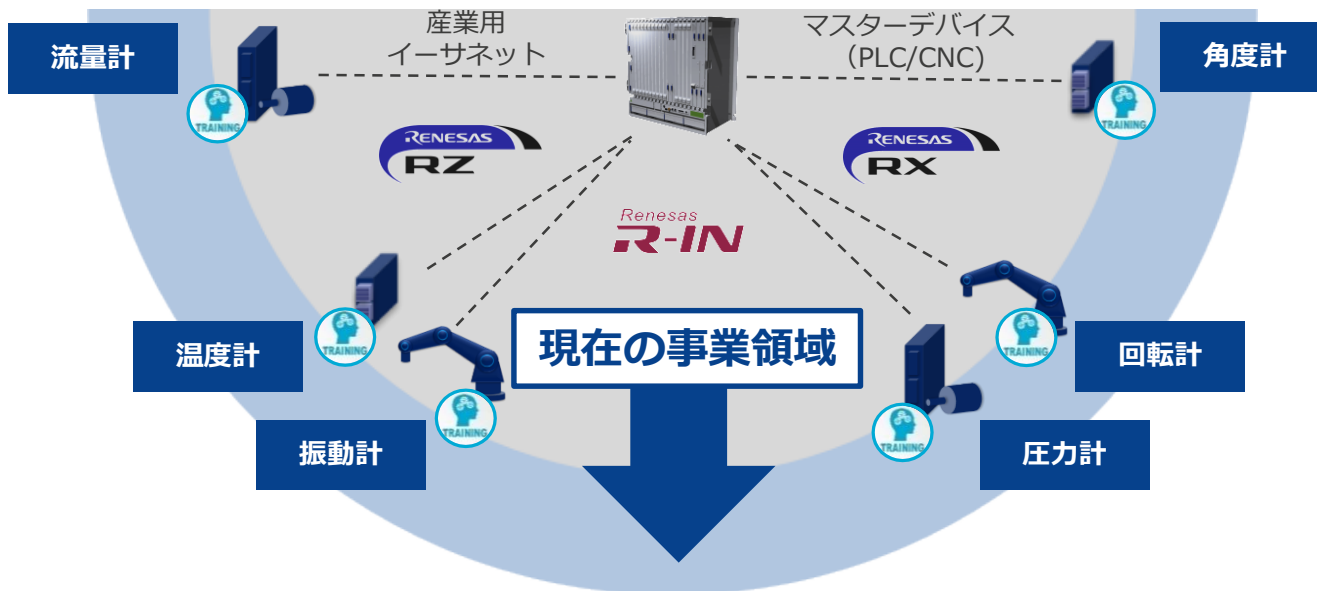 産業用
イーサネット
マスターデバイス
(PLC/CNC)
流量計
角度計
TRAINING
TRAINING
RENESAS
RZ
RENESAS
RX
Renesas
R-IN
現在の事業領域
温度計
TRAINING
TRAINING
回転計
振動計
TRAINING
TRAINING
圧力計